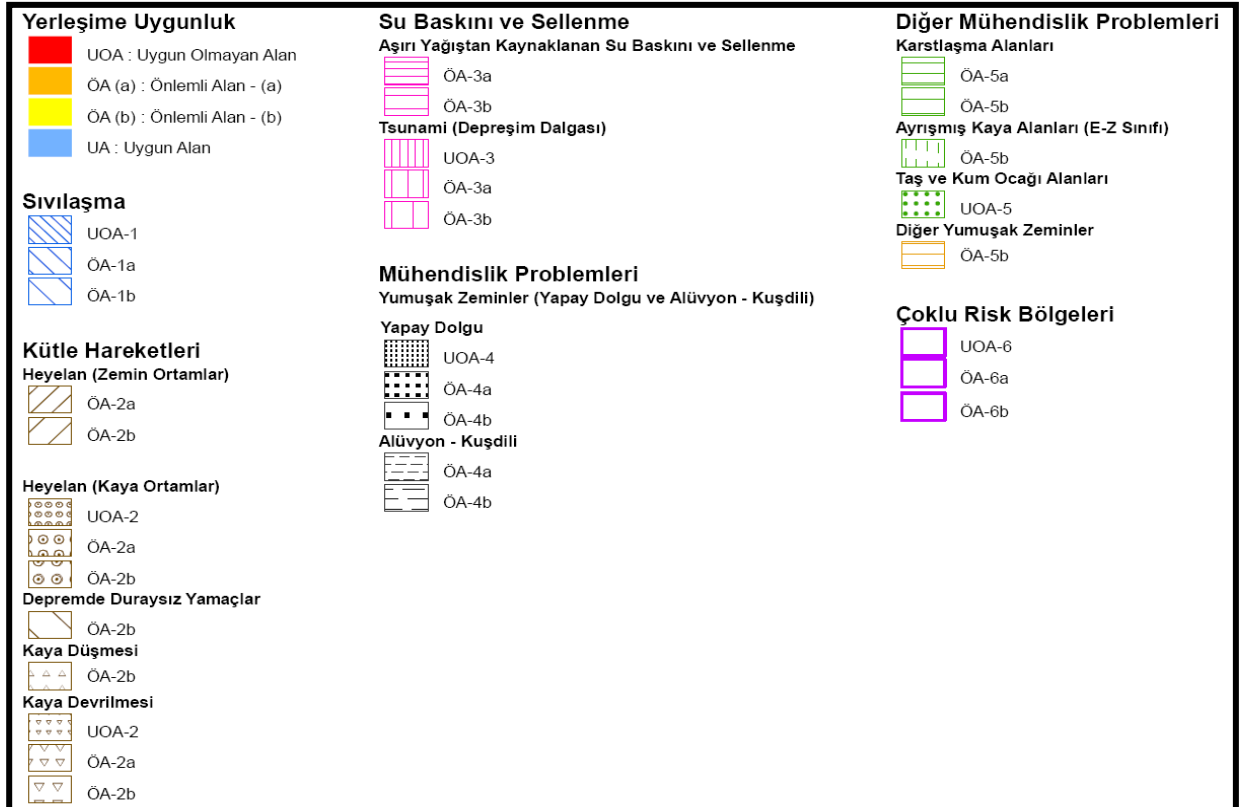 Yerleşime Uygunluk
UOA : Uygun Olmayan Alan
ÖA (a) : Önlemli Alan - (a)
ÖA (b) : Önlemli Alan - (b)
UA : Uygun Alan
Sıvılaşma
UOA-1
ÖA-1a
ÖA-1b
Kütle Hareketleri
Heyelan (Zemin Ortamlar)
ÖA-2a
ÖA-2b
Heyelan (Kaya Ortamlar)
UOA-2
ÖA-2a
ÖA-2b
Depremde Duraysız Yamaçlar
ÖA-2b
Kaya Düşmesi
ÖA-2b
Kaya Devrilmesi
UOA-2
ÖA-2a
ÖA-2b
Su Baskını ve Sellenme
Aşırı Yağıştan Kaynaklanan Su Baskını ve Sellenme
ÖA-3a
ÖA-3b
Tsunami (Depreşim Dalgası)
UOA-3
ÖA-3a
ÖA-3b
Mühendislik Problemleri
Yumuşak Zeminler (Yapay Dolgu ve Alüvyon - Kuşdili)
Yapay Dolgu
UOA-4
ÖA-4a
ÖA-4b
Alüvyon - Kuşdili
ÖA-4a
ÖA-4b
Diğer Mühendislik Problemleri
Karstlaşma Alanları
ÖA-5a
ÖA-5b
Ayrışmış Kaya Alanları (E-Z Sınıfı)
ÖA-5b
Taş ve Kum Ocağı Alanları
UOA-5
Diğer Yumuşak Zeminler
ÖA-5b
Çoklu Risk Bölgeleri
UOA-6
ÖA-6a
ÖA-6b